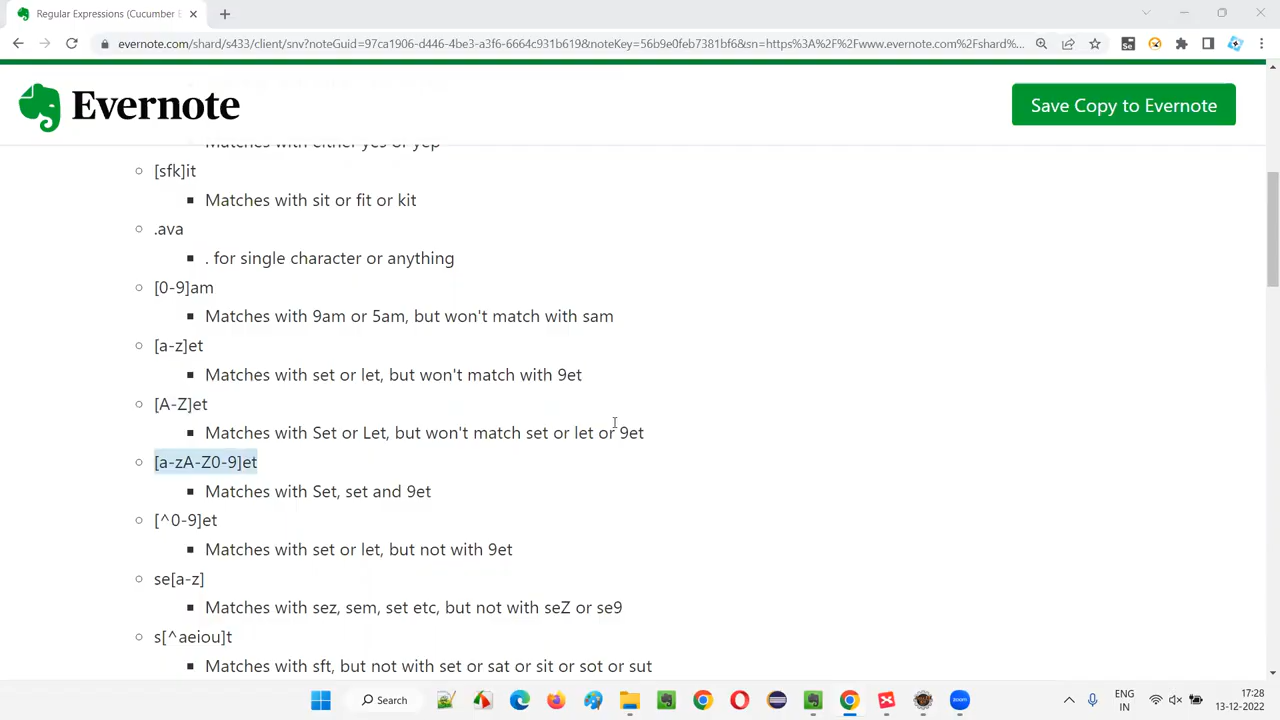 Regular Expressions (Cucumber E
evernote.com/shard/s433/client/snv?noteGuid=97ca1906-d446-4be3-a3f6-6664c931b619&noteKey=56b9e0feb7381bf6&sn=https%3A%2F%2Fwww.evernote.com%2Fshard%...
Evernote
Save Copy to Evernote
Matches with either yes or yep
[sfk]it
Matches with sit or fit or kit
.ava
. for single character or anything
[0-9]am
Matches with 9am or 5am, but won't match with sam
[a-z]et
Matches with set or let, but won't match with 9et
[A-Z]et
Matches with Set or Let, but won't match set or let or 9et
[a-zA-Z0-9]et
Matches with Set, set and 9et
[^0-9]et
Matches with set or let, but not with 9et
se[a-z]
Matches with sez, sem, set etc, but not with seZ or se9
s[^aeiou]t
Matches with sft, but not with set or sat or sit or sot or sut
Search
ENG
IN
17:28
13-12-2022